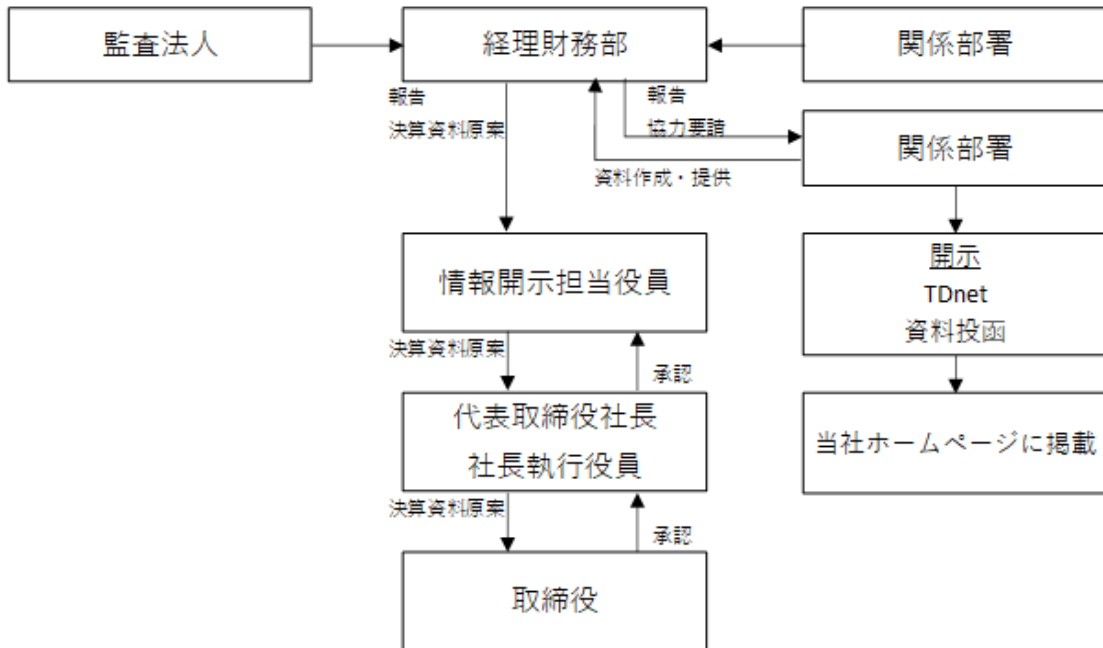 監査法人
経理財務部
関係部署
報告
決算資料原案
報告
協力要請
関係部署
資料作成・提供
情報開示担当役員
開示
TDnet
資料投函
決算資料原案
承認
代表取締役社長
社長執行役員
当社ホームページに掲載
決算資料原案
承認
取締役